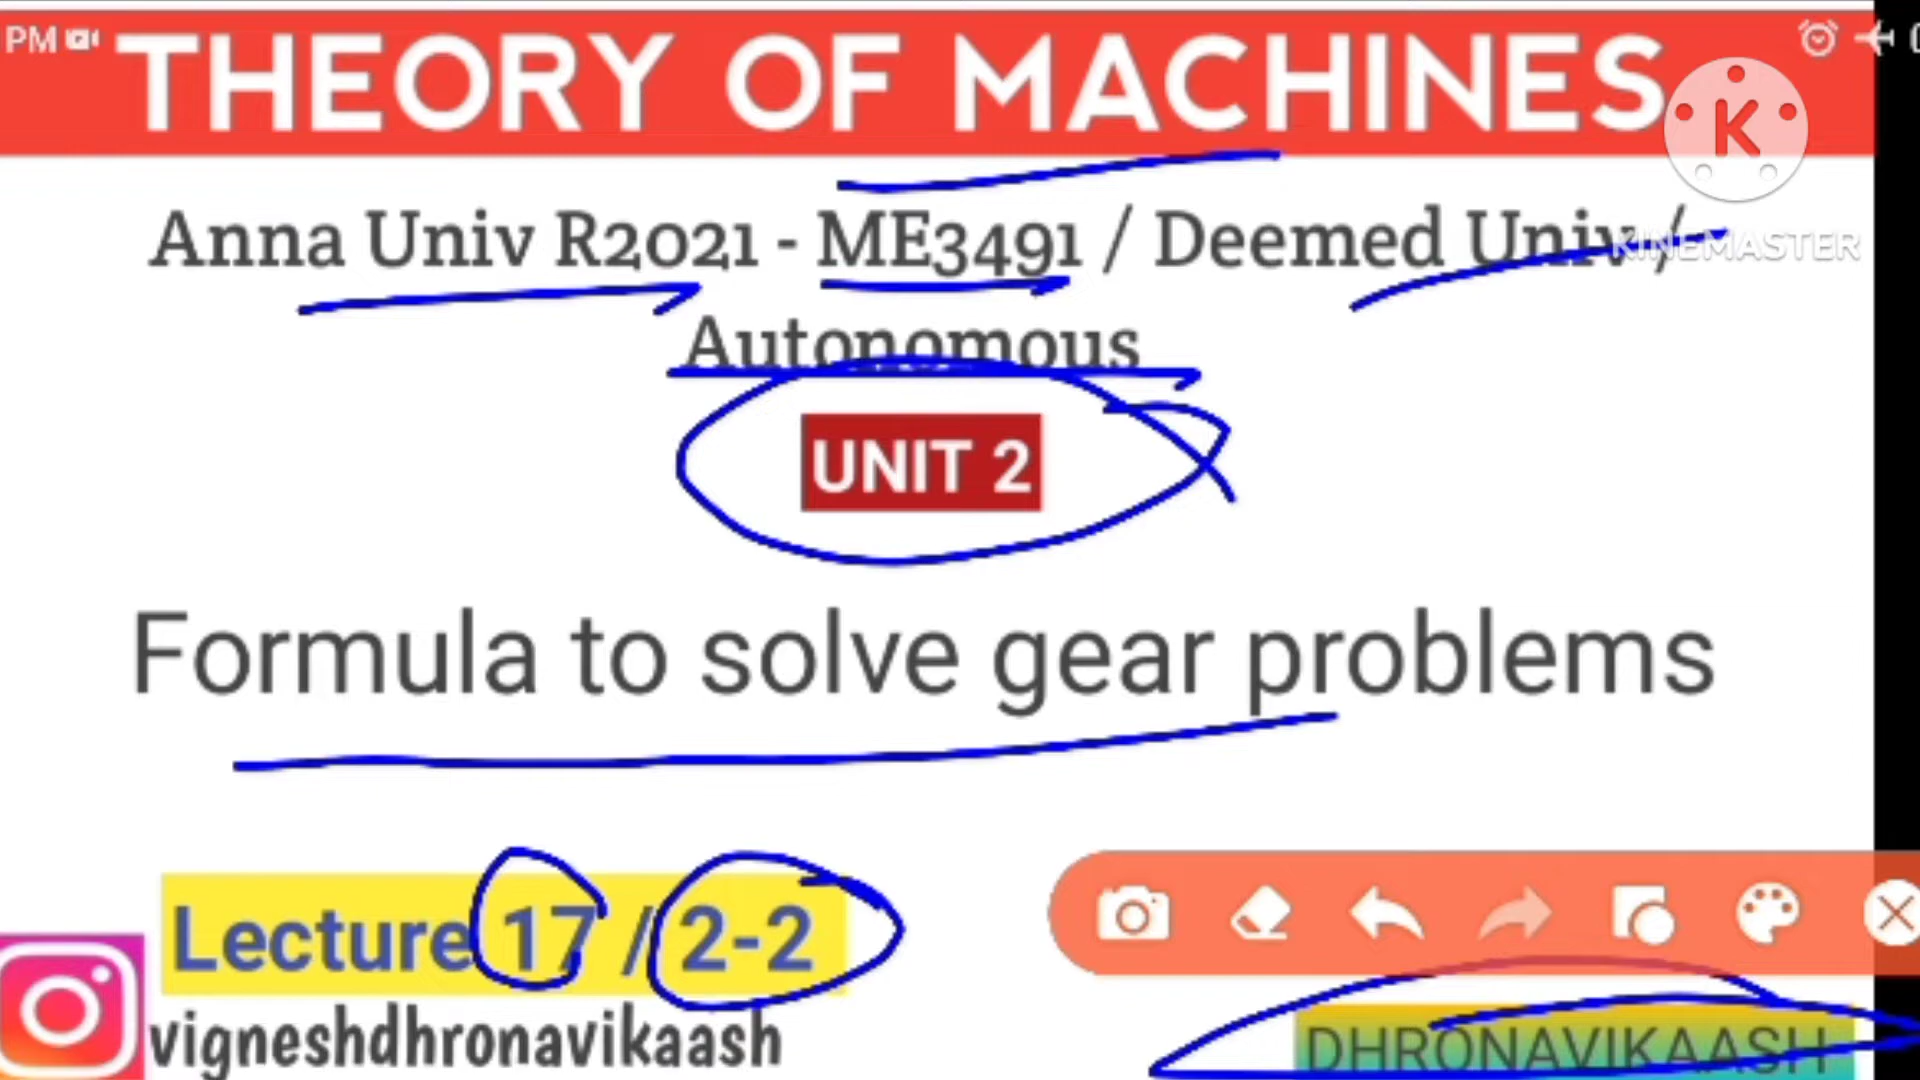 PM
THEORY OF MACHINES
K
KINEMASTER
Anna Univ R2021 - ME3491 / Deemed Univ /
Autonomous
UNIT 2
Formula to solve gear problems
Lecture 17 / 2-2
vigneshdhronavikaash
DHRONAVIKAASH